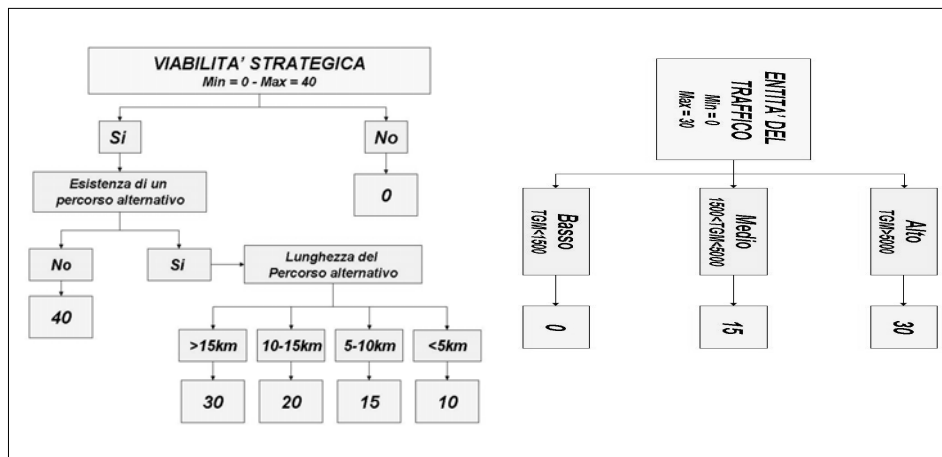 VIABILITA' STRATEGICA
Min = 0 - Max = 40
Si
No
0
Esistenza di un
percorso alternativo
No
Si
40
Lunghezza del
Percorso alternativo
>15km
10-15km
5-10km
<5km
30
20
15
10
ENTITA' DEL
TRAFFICO
Min = 0
Max = 30
Basso
TGM<1500
Medio
1500<TGM<5000
Alto
TGM>5000
0
15
30